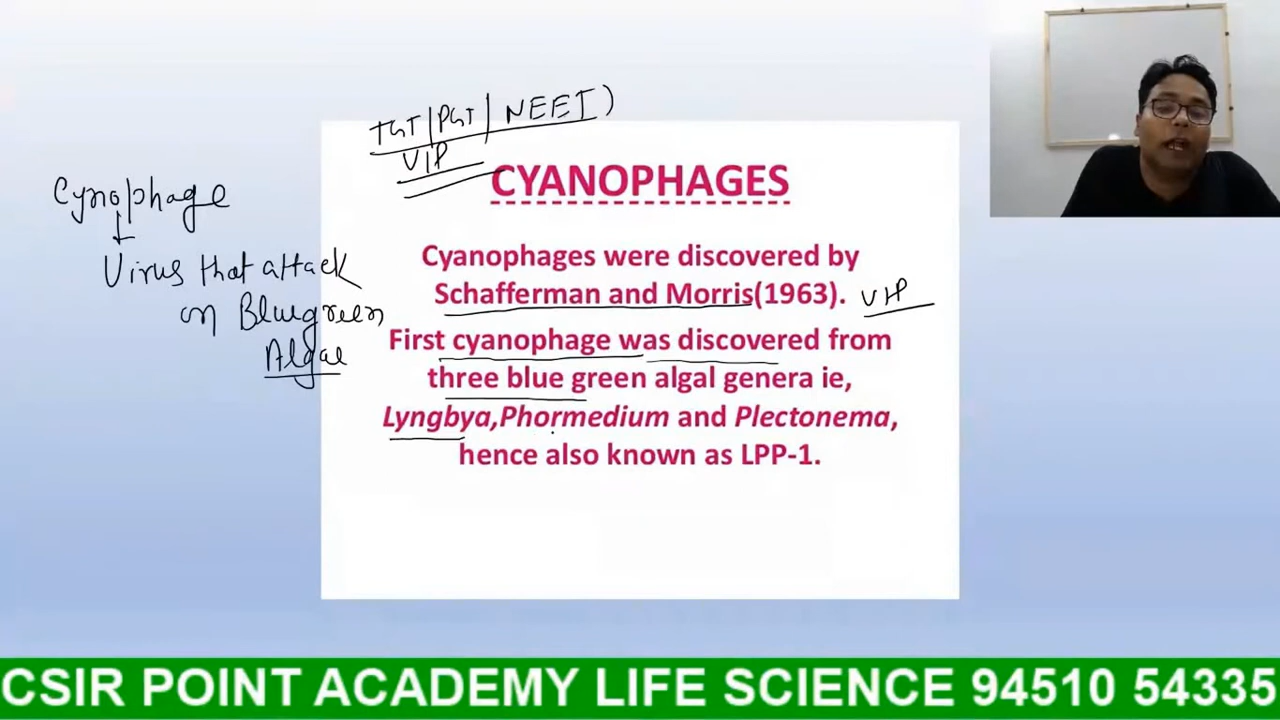 TGT/PGT/NEET)
VIP
CYANOPHAGES
Cynophage
Virus that attack
on Bluegreen
Algae
Cyanophages were discovered by
Schafferman and Morris(1963). VIP
First cyanophage was discovered from
three blue green algal genera ie,
Lyngbya,Phormedium and Plectonema,
hence also known as LPP-1.
CSIR POINT ACADEMY LIFE SCIENCE 94510 54335